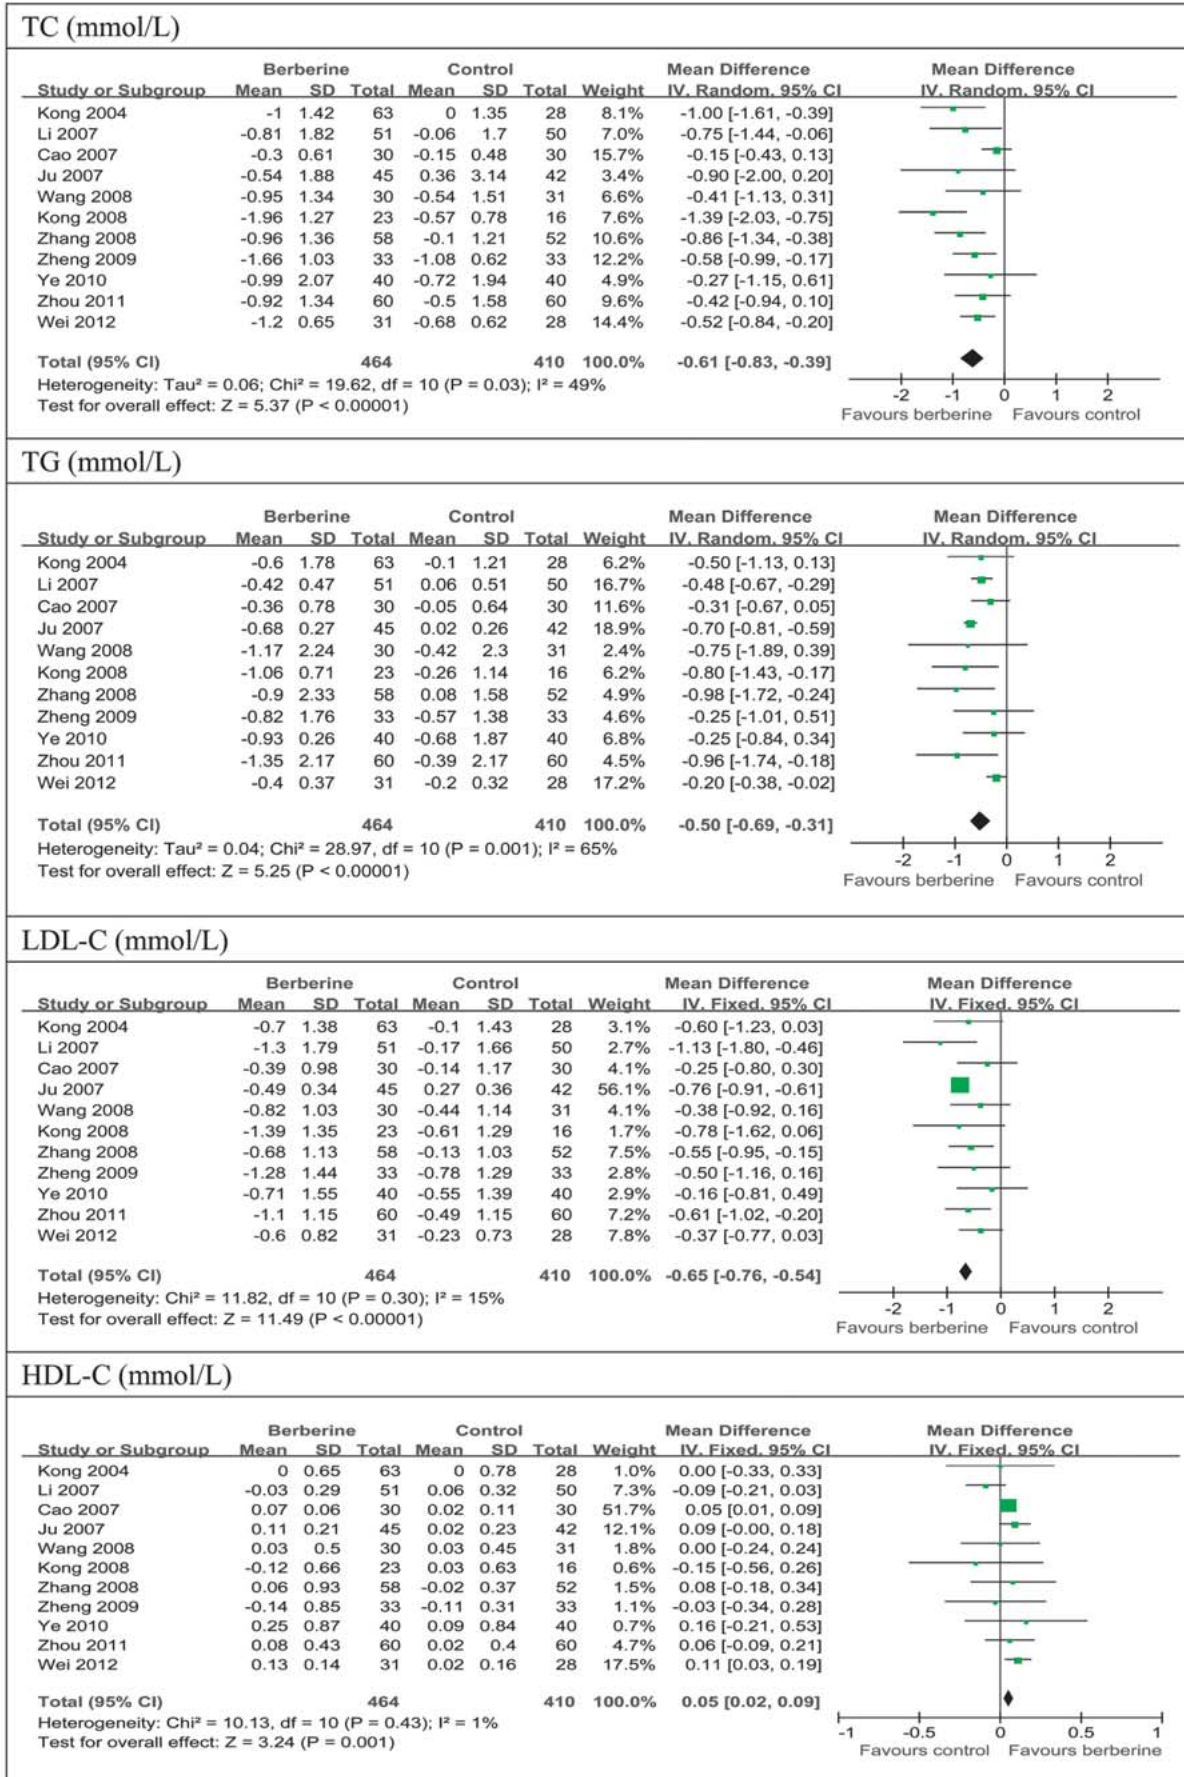 TC (mmol/L)
Berberine Control Mean Difference Mean Difference
Study or Subgroup Mean SD Total Mean SD Total Weight IV, Random, 95% CI IV, Random, 95% CI
Kong 2004 -1 1.42 63 0 1.35 28 8.1% -1.00 [-1.61, -0.39]
Li 2007 -0.81 1.82 51 -0.06 1.7 50 7.0% -0.75 [-1.44, -0.06]
Cao 2007 -0.3 0.61 30 -0.15 0.48 30 15.7% -0.15 [-0.43, 0.13]
Ju 2007 -0.54 1.88 45 0.36 3.14 42 3.4% -0.90 [-2.00, 0.20]
Wang 2008 -0.95 1.34 30 -0.54 1.51 31 6.6% -0.41 [-1.13, 0.31]
Kong 2008 -1.96 1.27 23 -0.57 0.78 16 7.6% -1.39 [-2.03, -0.75]
Zhang 2008 -0.96 1.36 58 -0.1 1.21 52 10.6% -0.86 [-1.34, -0.38]
Zheng 2009 -1.66 1.03 33 -1.08 0.62 33 12.2% -0.58 [-0.99, -0.17]
Ye 2010 -0.99 2.07 40 -0.72 1.94 40 4.9% -0.27 [-1.15, 0.61]
Zhou 2011 -0.92 1.34 60 -0.5 1.58 60 9.6% -0.42 [-0.94, 0.10]
Wei 2012 -1.2 0.65 31 -0.68 0.62 28 14.4% -0.52 [-0.84, -0.20]
Total (95% CI) 464 410 100.0% -0.61 [-0.83, -0.39]
Heterogeneity: Tau² = 0.06; Chi² = 19.62, df = 10 (P = 0.03); I² = 49%
Test for overall effect: Z = 5.37 (P < 0.00001)
-2 -1 0 1 2
Favours berberine Favours control
TG (mmol/L)
Berberine Control Mean Difference Mean Difference
Study or Subgroup Mean SD Total Mean SD Total Weight IV, Random, 95% CI IV, Random, 95% CI
Kong 2004 -0.6 1.78 63 -0.1 1.21 28 6.2% -0.50 [-1.13, 0.13]
Li 2007 -0.42 0.47 51 0.06 0.51 50 16.7% -0.48 [-0.67, -0.29]
Cao 2007 -0.36 0.78 30 -0.05 0.64 30 11.6% -0.31 [-0.67, 0.05]
Ju 2007 -0.68 0.27 45 0.02 0.26 42 18.9% -0.70 [-0.81, -0.59]
Wang 2008 -1.17 2.24 30 -0.42 2.3 31 2.4% -0.75 [-1.89, 0.39]
Kong 2008 -1.06 0.71 23 -0.26 1.14 16 6.2% -0.80 [-1.43, -0.17]
Zhang 2008 -0.9 2.33 58 0.08 1.58 52 4.9% -0.98 [-1.72, -0.24]
Zheng 2009 -0.82 1.76 33 -0.57 1.38 33 4.6% -0.25 [-1.01, 0.51]
Ye 2010 -0.93 0.26 40 -0.68 1.87 40 6.8% -0.25 [-0.84, 0.34]
Zhou 2011 -1.35 2.17 60 -0.39 2.17 60 4.5% -0.96 [-1.74, -0.18]
Wei 2012 -0.4 0.37 31 -0.2 0.32 28 17.2% -0.20 [-0.38, -0.02]
Total (95% CI) 464 410 100.0% -0.50 [-0.69, -0.31]
Heterogeneity: Tau² = 0.04; Chi² = 28.97, df = 10 (P = 0.001); I² = 65%
Test for overall effect: Z = 5.25 (P < 0.00001)
-2 -1 0 1 2
Favours berberine Favours control
LDL-C (mmol/L)
Berberine Control Mean Difference Mean Difference
Study or Subgroup Mean SD Total Mean SD Total Weight IV, Fixed, 95% CI IV, Fixed, 95% CI
Kong 2004 -0.7 1.38 63 -0.1 1.43 28 3.1% -0.60 [-1.23, 0.03]
Li 2007 -1.3 1.79 51 -0.17 1.66 50 2.7% -1.13 [-1.80, -0.46]
Cao 2007 -0.39 0.98 30 -0.14 1.17 30 4.1% -0.25 [-0.80, 0.30]
Ju 2007 -0.49 0.34 45 0.27 0.36 42 56.1% -0.76 [-0.91, -0.61]
Wang 2008 -0.82 1.03 30 -0.44 1.14 31 4.1% -0.38 [-0.92, 0.16]
Kong 2008 -1.39 1.35 23 -0.61 1.29 16 1.7% -0.78 [-1.62, 0.06]
Zhang 2008 -0.68 1.13 58 -0.13 1.03 52 7.5% -0.55 [-0.95, -0.15]
Zheng 2009 -1.28 1.44 33 -0.78 1.29 33 2.8% -0.50 [-1.16, 0.16]
Ye 2010 -0.71 1.55 40 -0.55 1.39 40 2.9% -0.16 [-0.81, 0.49]
Zhou 2011 -1.1 1.15 60 -0.49 1.15 60 7.2% -0.61 [-1.02, -0.20]
Wei 2012 -0.6 0.82 31 -0.23 0.73 28 7.8% -0.37 [-0.77, 0.03]
Total (95% CI) 464 410 100.0% -0.65 [-0.76, -0.54]
Heterogeneity: Chi² = 11.82, df = 10 (P = 0.30); I² = 15%
Test for overall effect: Z = 11.49 (P < 0.00001)
-2 -1 0 1 2
Favours berberine Favours control
HDL-C (mmol/L)
Berberine Control Mean Difference Mean Difference
Study or Subgroup Mean SD Total Mean SD Total Weight IV, Fixed, 95% CI IV, Fixed, 95% CI
Kong 2004 0 0.65 63 0 0.78 28 1.0% 0.00 [-0.33, 0.33]
Li 2007 -0.03 0.29 51 0.06 0.32 50 7.3% -0.09 [-0.21, 0.03]
Cao 2007 0.07 0.06 30 0.02 0.11 30 51.7% 0.05 [0.01, 0.09]
Ju 2007 0.11 0.21 45 0.02 0.23 42 12.1% 0.09 [-0.00, 0.18]
Wang 2008 0.03 0.5 30 0.03 0.45 31 1.8% 0.00 [-0.24, 0.24]
Kong 2008 -0.12 0.66 23 0.03 0.63 16 0.6% -0.15 [-0.56, 0.26]
Zhang 2008 0.06 0.93 58 -0.02 0.37 52 1.5% 0.08 [-0.18, 0.34]
Zheng 2009 -0.14 0.85 33 -0.11 0.31 33 1.1% -0.03 [-0.34, 0.28]
Ye 2010 0.25 0.87 40 0.09 0.84 40 0.7% 0.16 [-0.21, 0.53]
Zhou 2011 0.08 0.43 60 0.02 0.4 60 4.7% 0.06 [-0.09, 0.21]
Wei 2012 0.13 0.14 31 0.02 0.16 28 17.5% 0.11 [0.03, 0.19]
Total (95% CI) 464 410 100.0% 0.05 [0.02, 0.09]
Heterogeneity: Chi² = 10.13, df = 10 (P = 0.43); I² = 1%
Test for overall effect: Z = 3.24 (P = 0.001)
-1 -0.5 0 0.5 1
Favours control Favours berberine